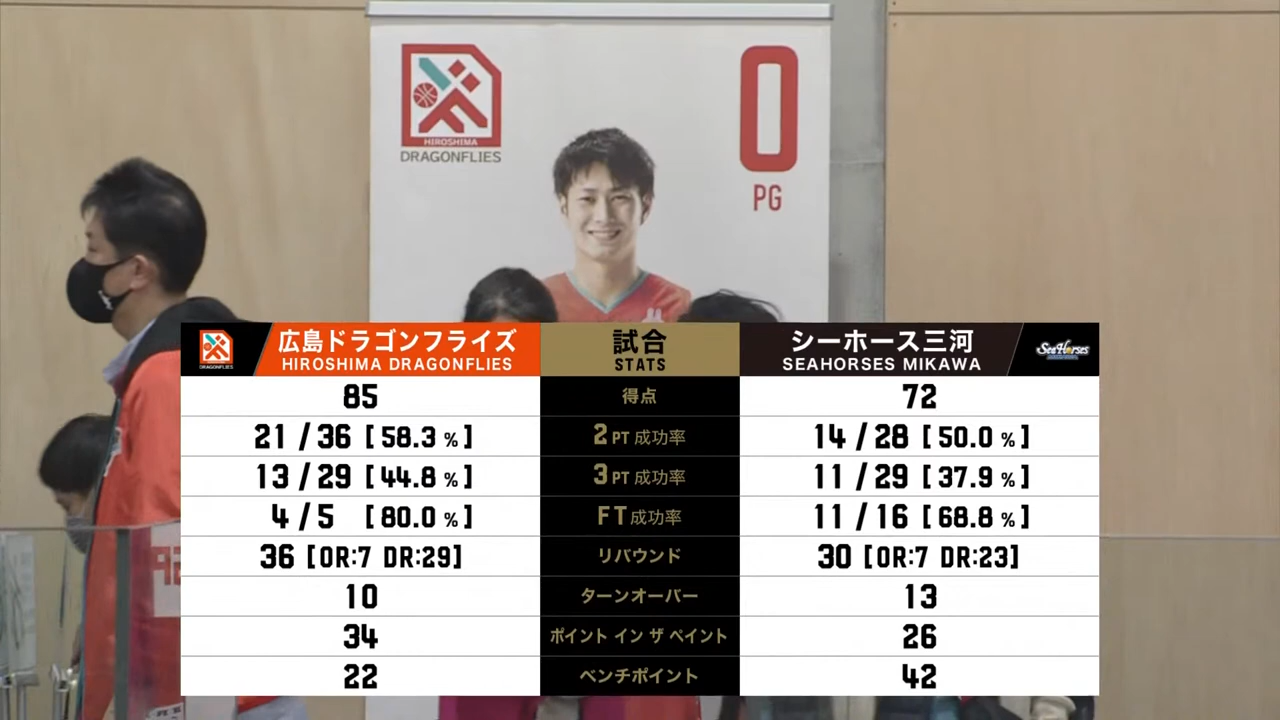 HIROSHIMA
DRAGONFLIES
0
PG
DRAGONFLIES
広島ドラゴンフライズ
HIROSHIMA DRAGONFLIES
試合
STATS
シーホース三河
SEAHORSES MIKAWA
SeaHorses
85 得点 72
21 / 36 [ 58.3 % ] 2 PT 成功率 14 / 28 [ 50.0 % ]
13 / 29 [ 44.8 % ] 3 PT 成功率 11 / 29 [ 37.9 % ]
4 / 5 [ 80.0 % ] FT 成功率 11 / 16 [ 68.8 % ]
36 [OR:7 DR:29] リバウンド 30 [OR:7 DR:23]
10 ターンオーバー 13
34 ポイント イン ザ ペイント 26
22 ベンチポイント 42